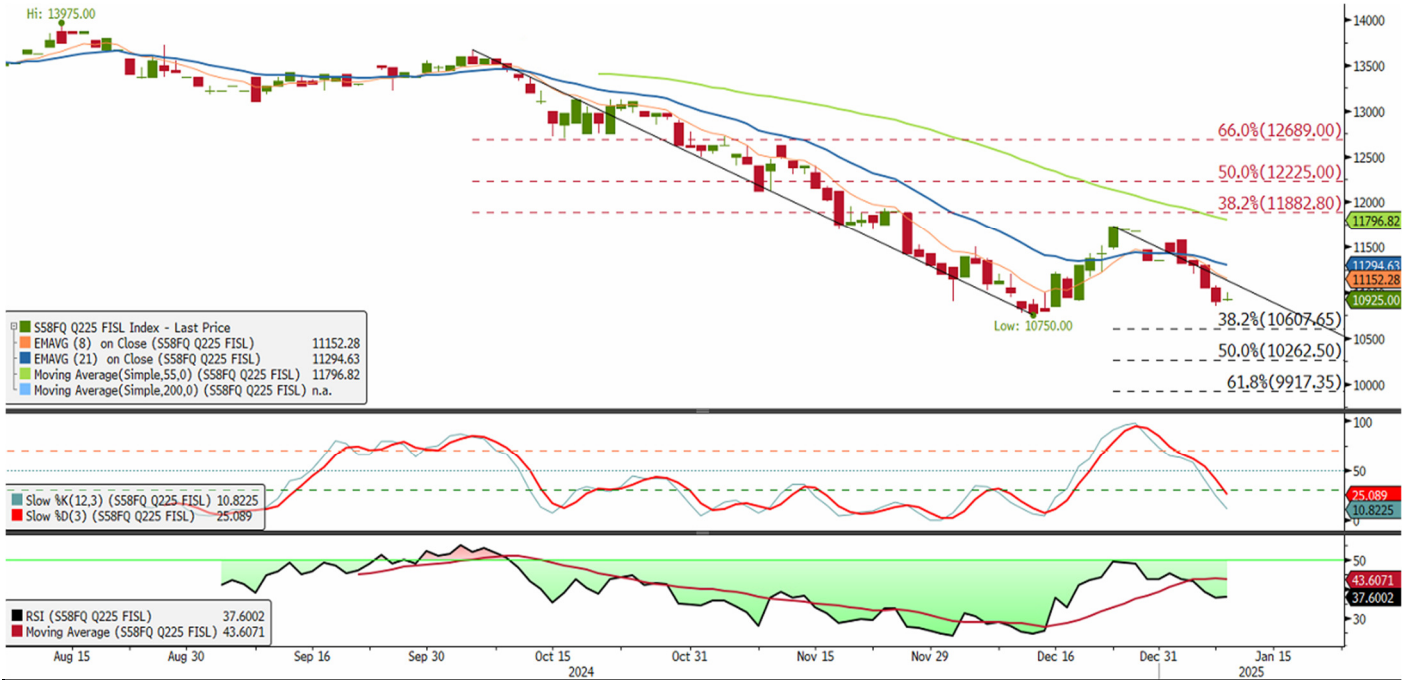 Hi: 13975.00
14000
13500
13000
12500
12000
11500
10500
10000
66.0%(12689.00)
50.0%(12225.00)
38.2%(11882.80)
11796.82
11294.63
11152.28
10925.00
Low: 10750.00
38.2%(10607.65)
50.0%(10262.50)
61.8%(9917.35)
S58FQ Q225 FISL Index - Last Price
EMAVG (8) on Close (S58FQ Q225 FISL) 11152.28
EMAVG (21) on Close (S58FQ Q225 FISL) 11294.63
Moving Average(Simple,55,0) (S58FQ Q225 FISL) 11796.82
Moving Average(Simple,200,0) (S58FQ Q225 FISL) n.a.
100
50
0
Slow %K(12,3) (S58FQ Q225 FISL) 10.8225
Slow %D(3) (S58FQ Q225 FISL) 25.089
25.089
10.8225
50
30
43.6071
37.6002
RSI (S58FQ Q225 FISL) 37.6002
Moving Average (S58FQ Q225 FISL) 43.6071
Aug 15 Aug 30 Sep 16 Sep 30 Oct 15 Oct 31 Nov 15 Nov 29 Dec 16 Dec 31 Jan 15
2024 2025